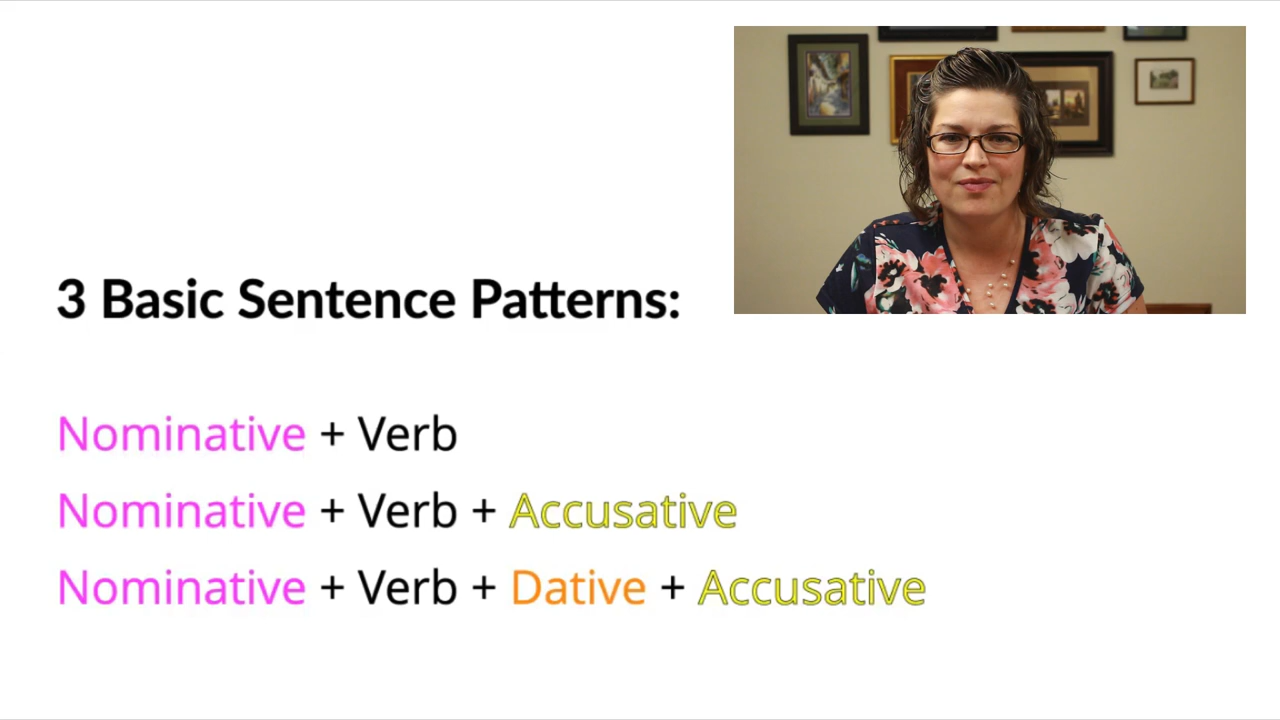 3 Basic Sentence Patterns:
Nominative + Verb
Nominative + Verb + Accusative
Nominative + Verb + Dative + Accusative